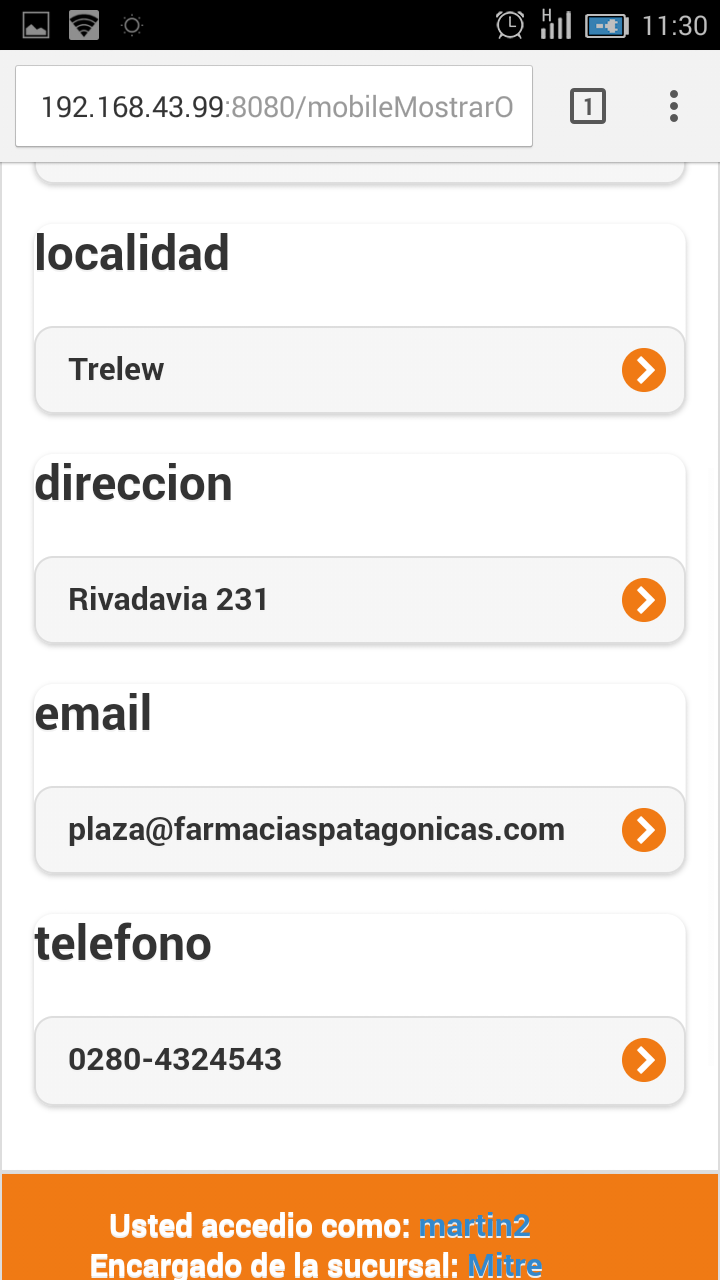 H
11:30
192.168.43.99:8080/mobileMostrarO
1
localidad
Trelew
direccion
Rivadavia 231
email
plaza@farmaciaspatagonicas.com
telefono
0280-4324543
Usted accedio como: martin2
Encargado de la sucursal: Mitre